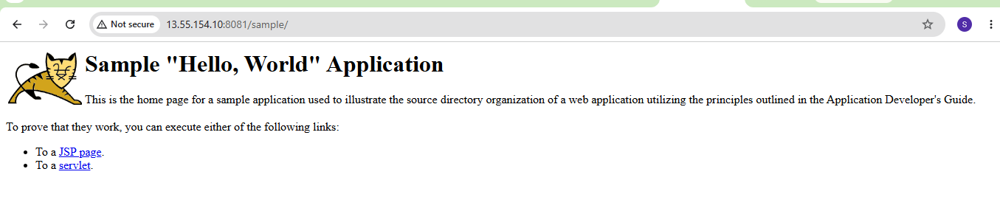 Not secure
13.55.154.10:8081/sample/
S
Sample "Hello, World" Application
This is the home page for a sample application used to illustrate the source directory organization of a web application utilizing the principles outlined in the Application Developer's Guide.
To prove that they work, you can execute either of the following links:
• To a JSP page.
• To a servlet.